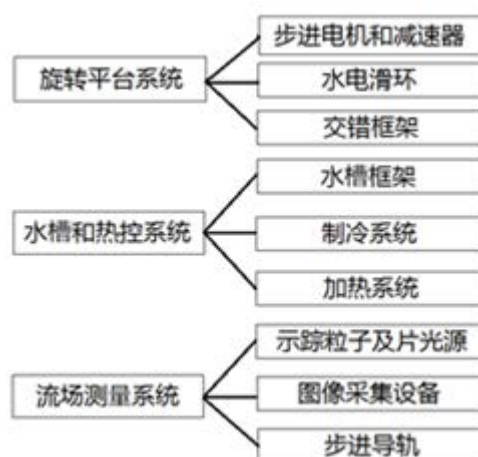 旋转平台系统
步进电机和减速器
水电滑环
交错框架
水槽和热控系统
水槽框架
制冷系统
加热系统
流场测量系统
示踪粒子及片光源
图像采集设备
步进导轨